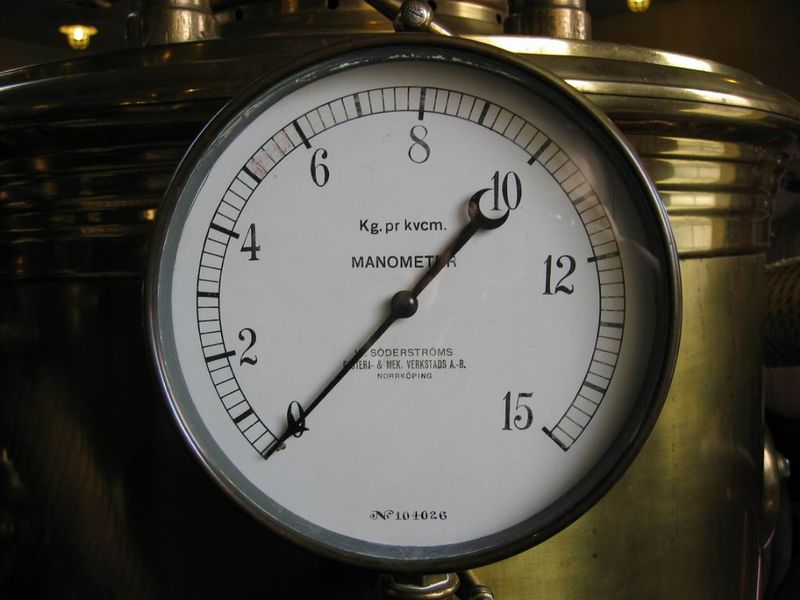 8
6
10
Kg. pr kvcm.
4
MANOMETER
12
2
SÖDERSTRÖMS
& MEK. VERKSTADS A.-B.
NORRKÖPING
0
15
№ 104026